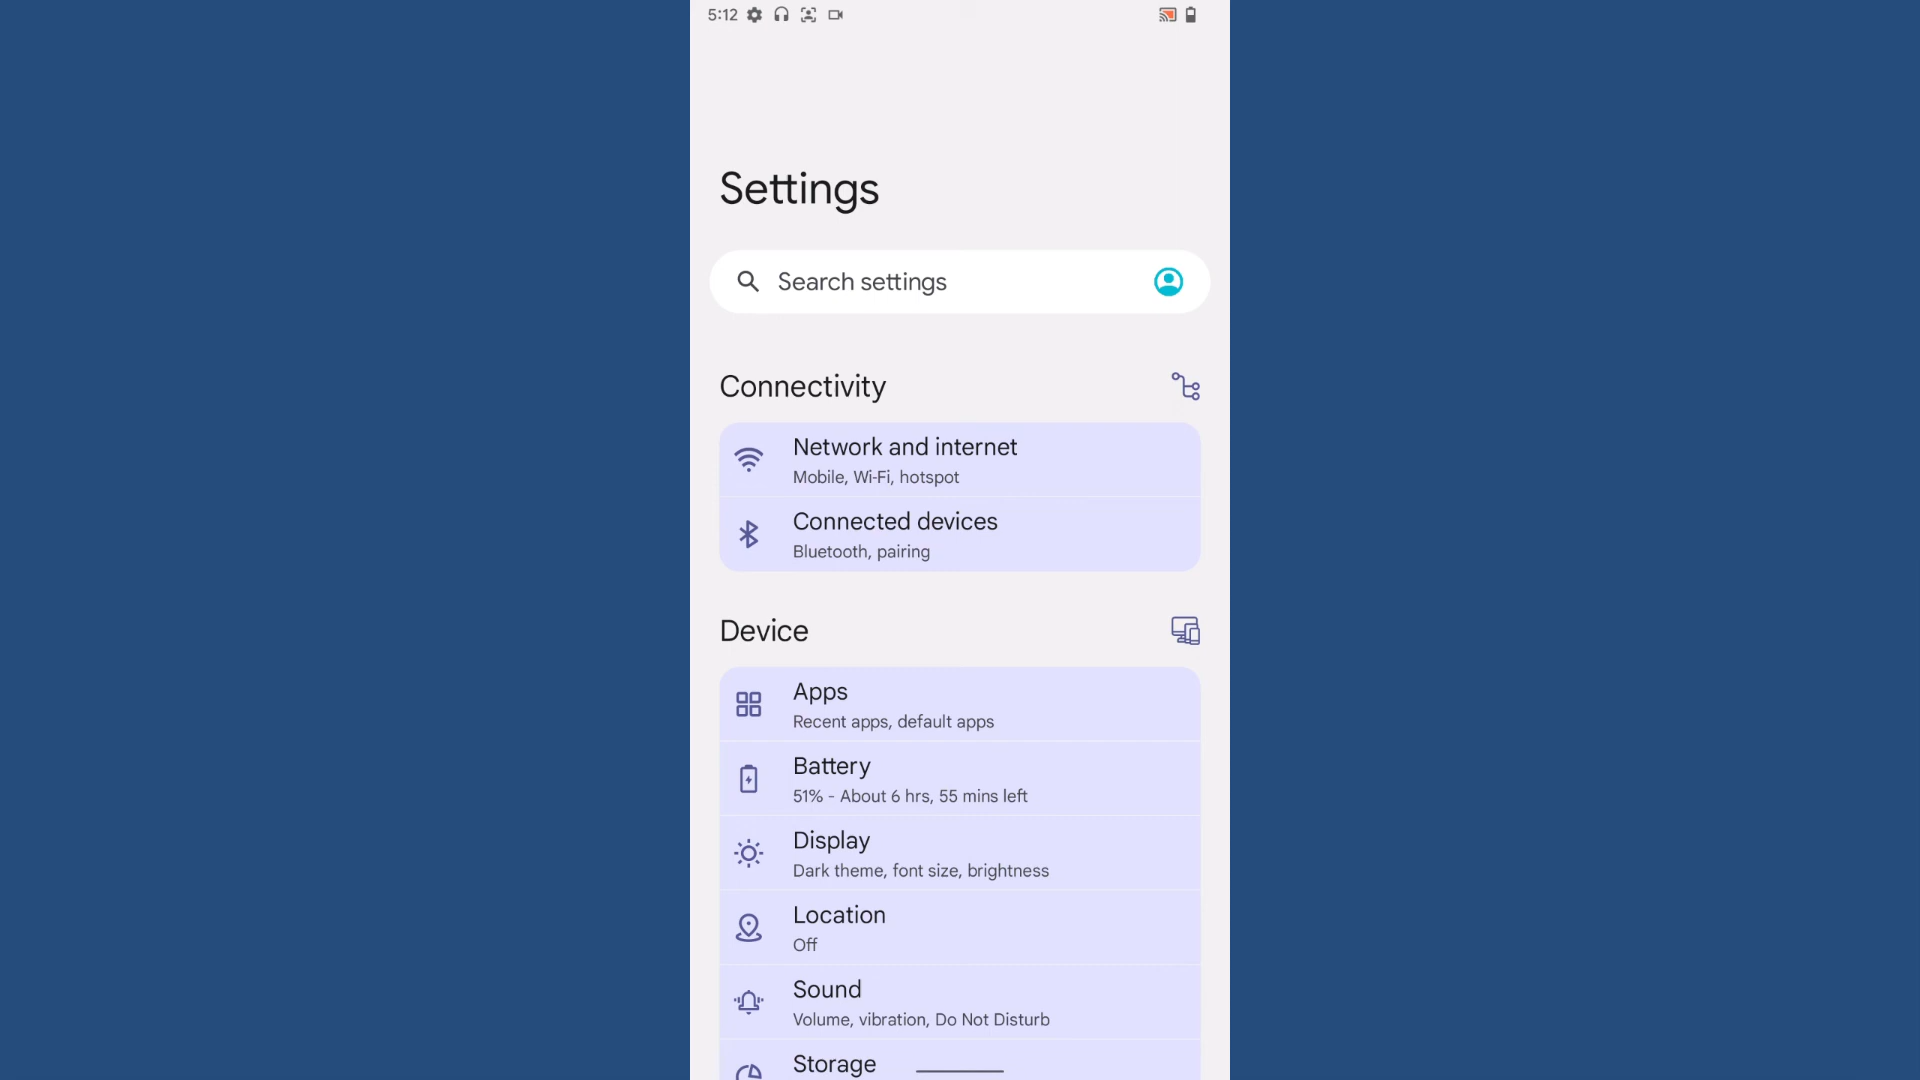 5:12
Settings
Search settings
Connectivity
Network and internet
Mobile, Wi-Fi, hotspot
Connected devices
Bluetooth, pairing
Device
Apps
Recent apps, default apps
Battery
51% - About 6 hrs, 55 mins left
Display
Dark theme, font size, brightness
Location
Off
Sound
Volume, vibration, Do Not Disturb
Storage